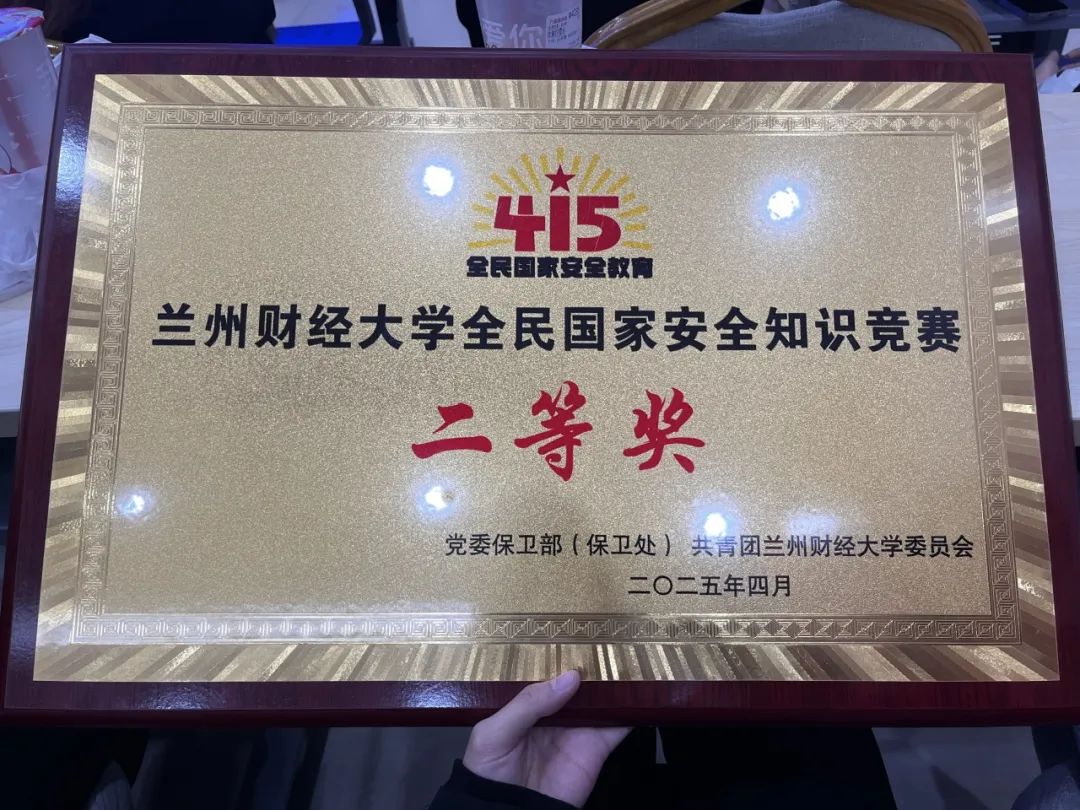 爱你
415
全民国家安全教育
兰州财经大学全民国家安全知识竞赛
二等奖
党委保卫部（保卫处） 共青团兰州财经大学委员会
二〇二五年四月